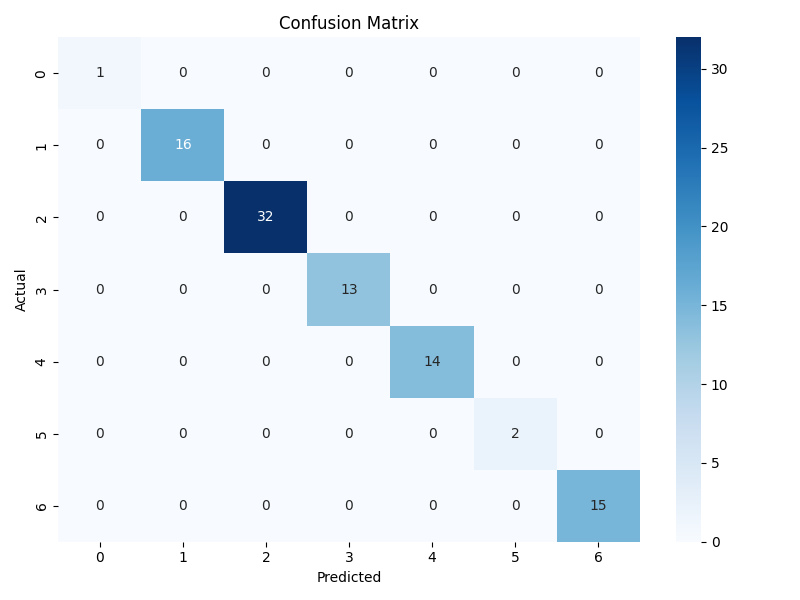 Confusion Matrix
0 1 0 0 0 0 0 0
1 0 16 0 0 0 0 0
2 0 0 32 0 0 0 0
3 0 0 0 13 0 0 0
4 0 0 0 0 14 0 0
5 0 0 0 0 0 2 0
6 0 0 0 0 0 0 15
0 1 2 3 4 5 6
Predicted
Actual
30
25
20
15
10
5
0